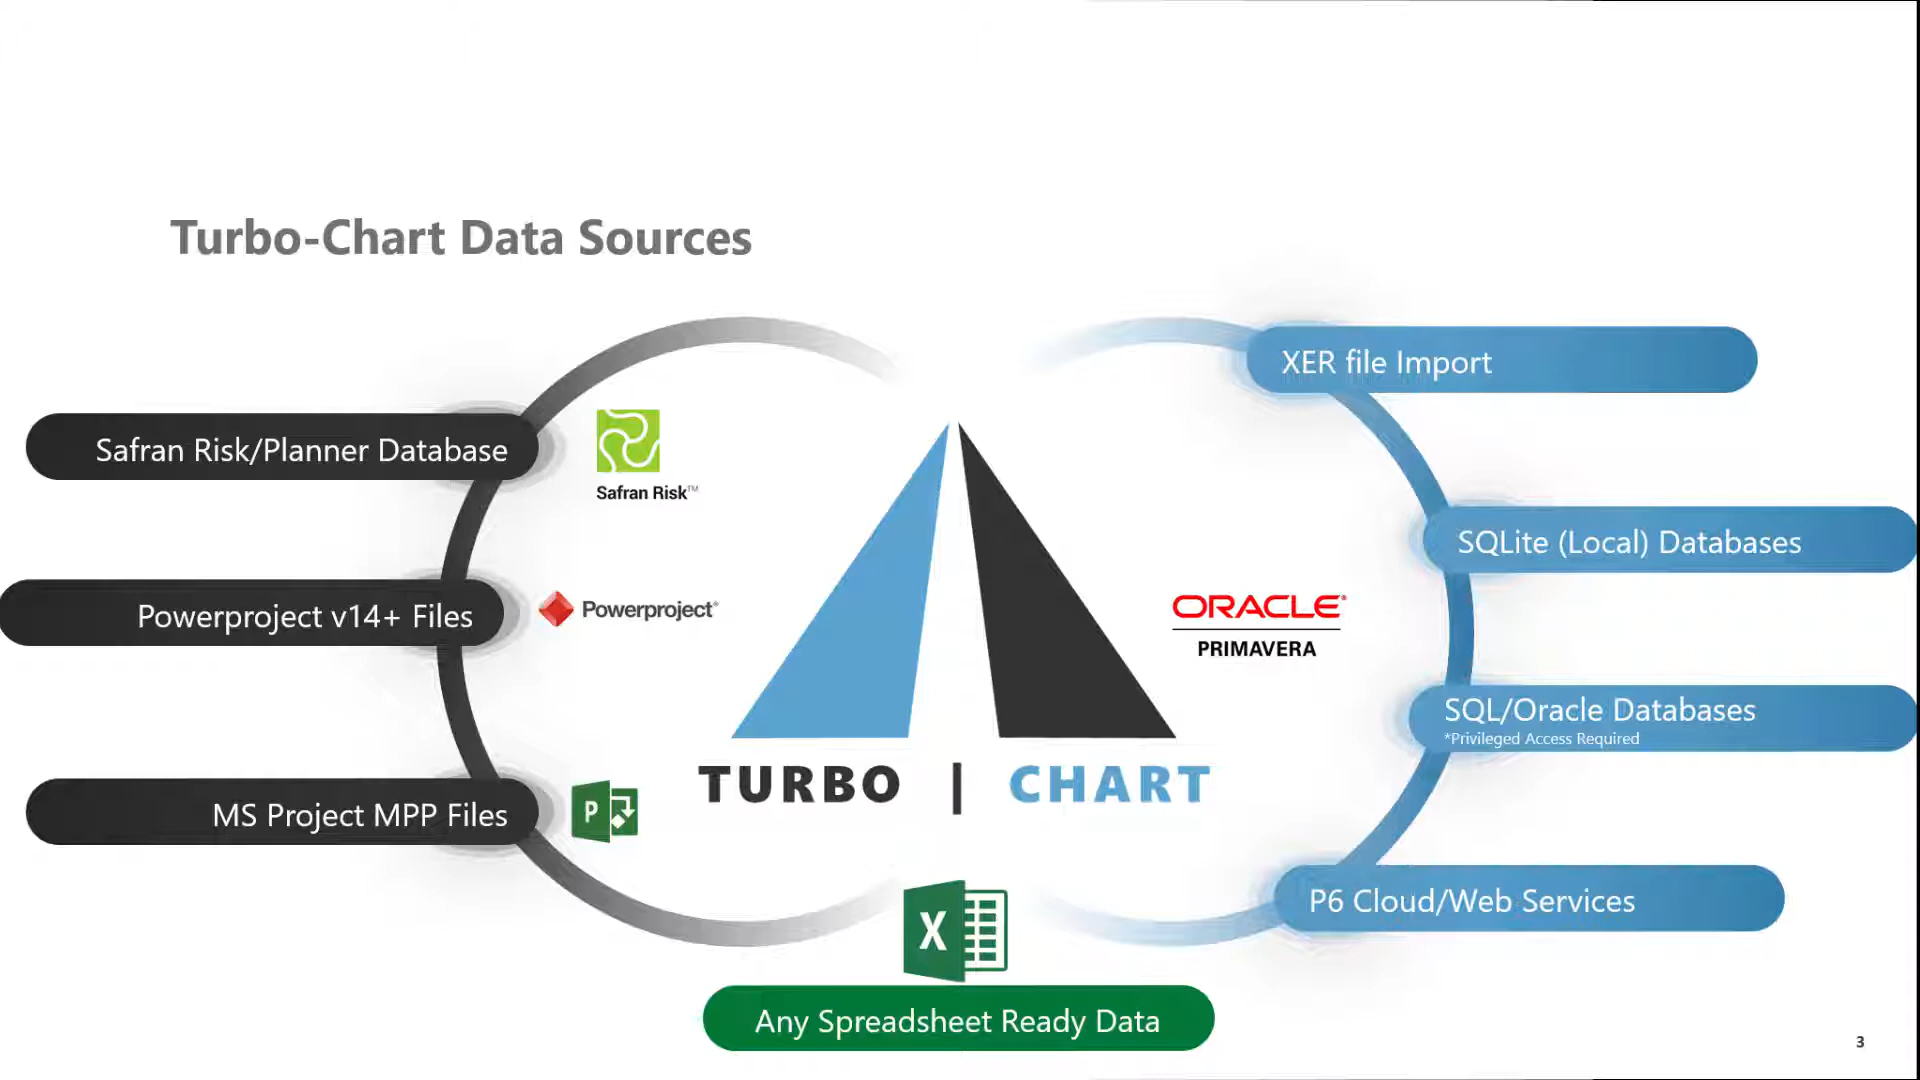 Turbo-Chart Data Sources
Safran Risk/Planner Database
Safran Risk™
Powerproject v14+ Files
Powerproject®
MS Project MPP Files
P
TURBO | CHART
ORACLE®
PRIMAVERA
XER file Import
SQLite (Local) Databases
SQL/Oracle Databases
*Privileged Access Required
P6 Cloud/Web Services
X
Any Spreadsheet Ready Data
3